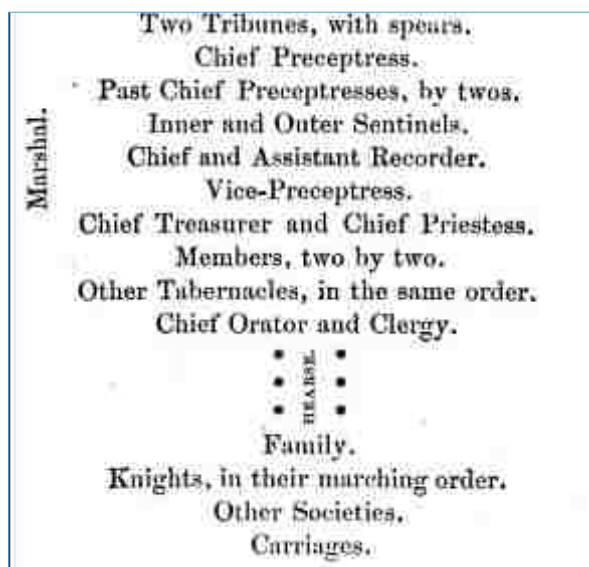 Two Tribunes, with spears.
Chief Preceptress.
Past Chief Preceptresses, by twos.
Inner and Outer Sentinels.
Marshal.
Chief and Assistant Recorder.
Vice-Preceptress.
Chief Treasurer and Chief Priestess.
Members, two by two.
Other Tabernacles, in the same order.
Chief Orator and Clergy.
HEARSE.
Family.
Knights, in their marching order.
Other Societies.
Carriages.